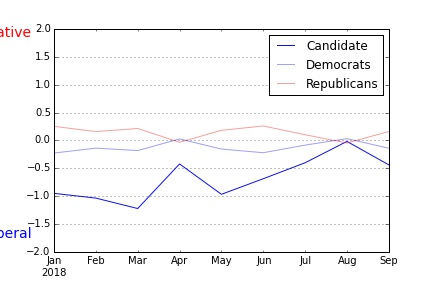 ative
2.0
1.5
1.0
0.5
0.0
−0.5
−1.0
−1.5
−2.0
beral
Candidate
Democrats
Republicans
Jan Feb Mar Apr May Jun Jul Aug Sep
2018